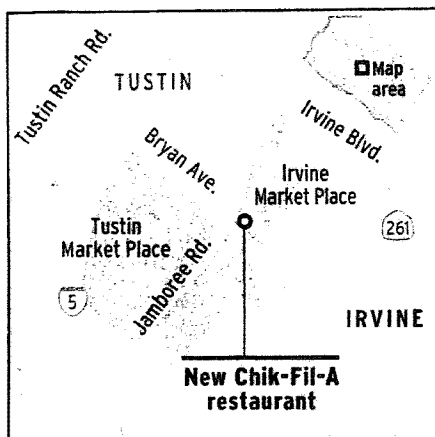 Tustin Ranch Rd.
TUSTIN
Map
area
Irvine Blvd.
Bryan Ave.
Irvine
Market Place
Tustin
Market Place
261
Jamboree Rd.
5
IRVINE
New Chik-Fil-A
restaurant